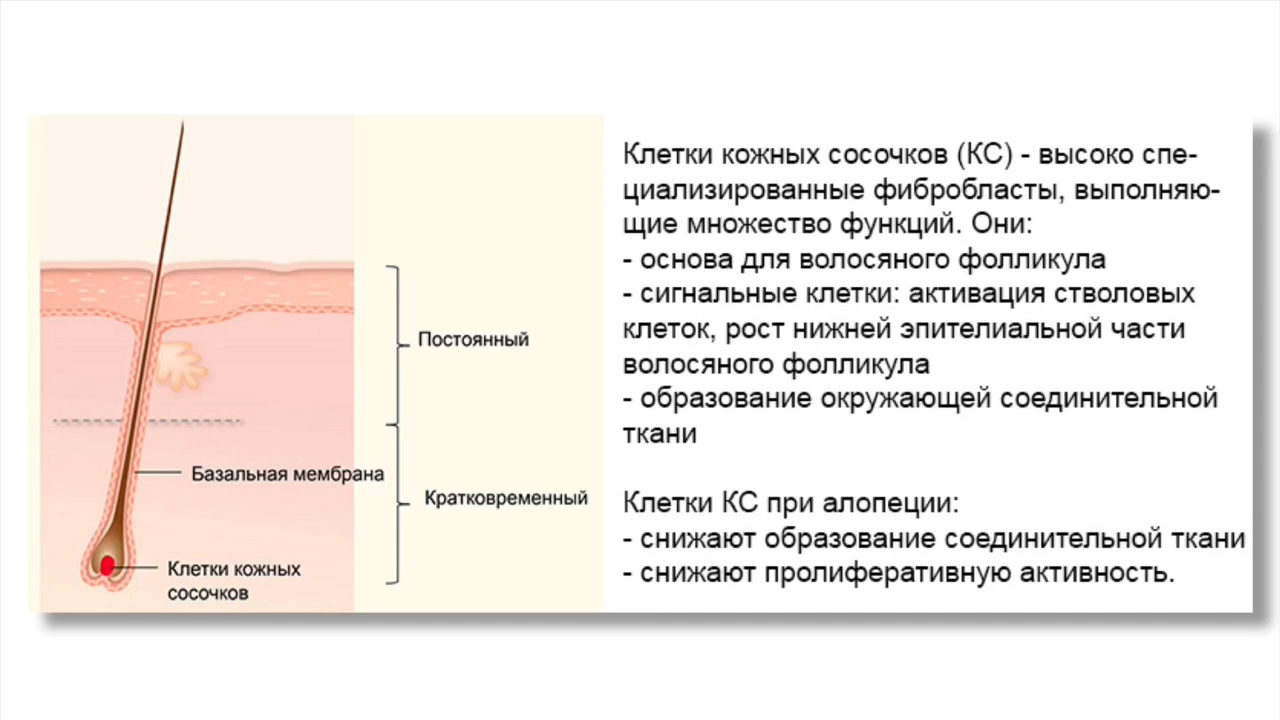 Постоянный
Базальная мембрана
Кратковременный
Клетки кожных
сосочков
Клетки кожных сосочков (КС) - высоко спе-
циализированные фибробласты, выполняю-
щие множество функций. Они:
- основа для волосяного фолликула
- сигнальные клетки: активация стволовых
клеток, рост нижней эпителиальной части
волосяного фолликула
- образование окружающей соединительной
ткани
Клетки КС при алопеции:
- снижают образование соединительной ткани
- снижают пролиферативную активность.